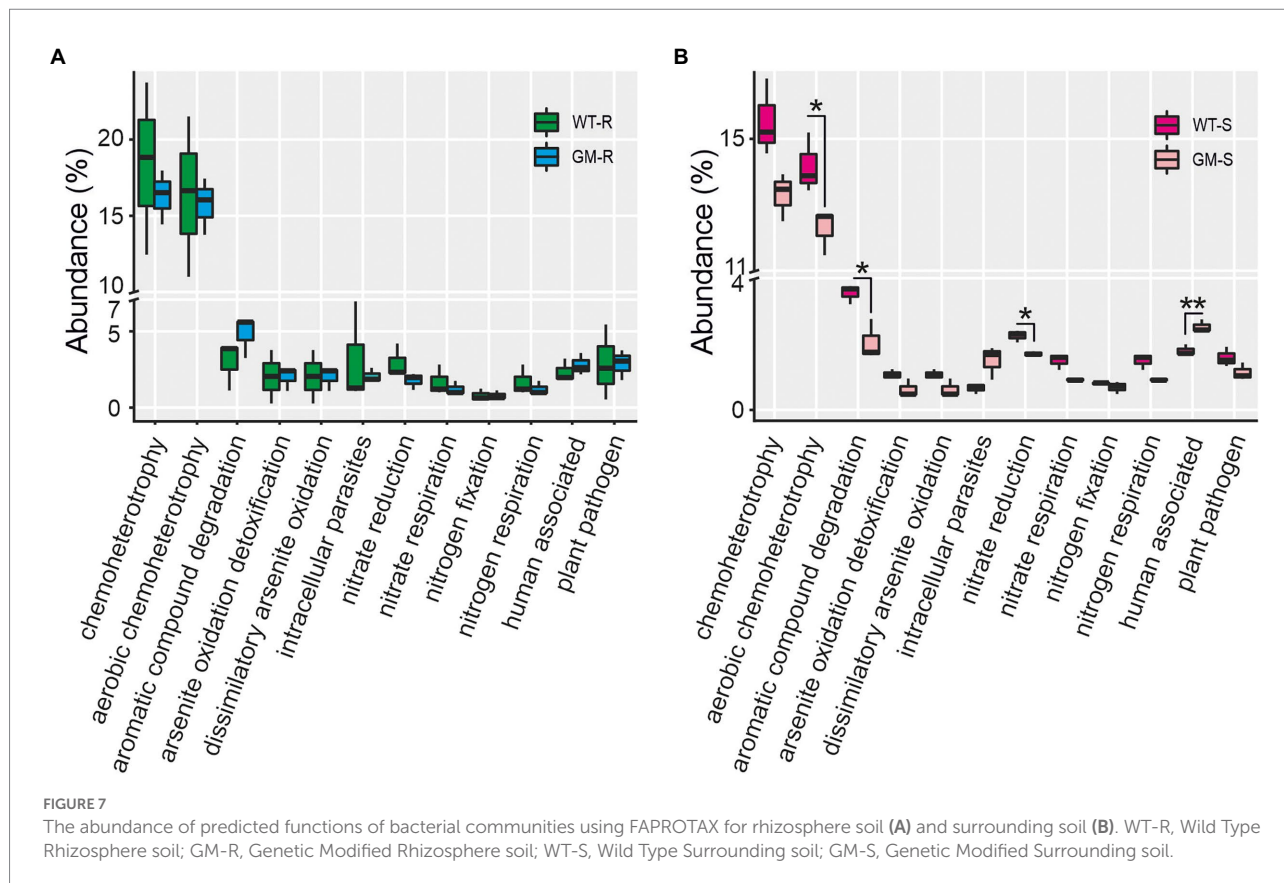 A
Abundance (%)
20
15
10
7
5
0
WT-R
GM-R
chemoheterotrophy
aerobic chemoheterotrophy
aromatic compound degradation
arsenite oxidation detoxification
dissimilatory arsenite oxidation
intracellular parasites
nitrate reduction
nitrate respiration
nitrogen fixation
nitrogen respiration
human associated
plant pathogen
B
Abundance (%)
15
11
4
0
*
*
*
**
WT-S
GM-S
chemoheterotrophy
aerobic chemoheterotrophy
aromatic compound degradation
arsenite oxidation detoxification
dissimilatory arsenite oxidation
intracellular parasites
nitrate reduction
nitrate respiration
nitrogen fixation
nitrogen respiration
human associated
plant pathogen
FIGURE 7
The abundance of predicted functions of bacterial communities using FAPROTAX for rhizosphere soil (A) and surrounding soil (B). WT-R, Wild Type
Rhizosphere soil; GM-R, Genetic Modified Rhizosphere soil; WT-S, Wild Type Surrounding soil; GM-S, Genetic Modified Surrounding soil.